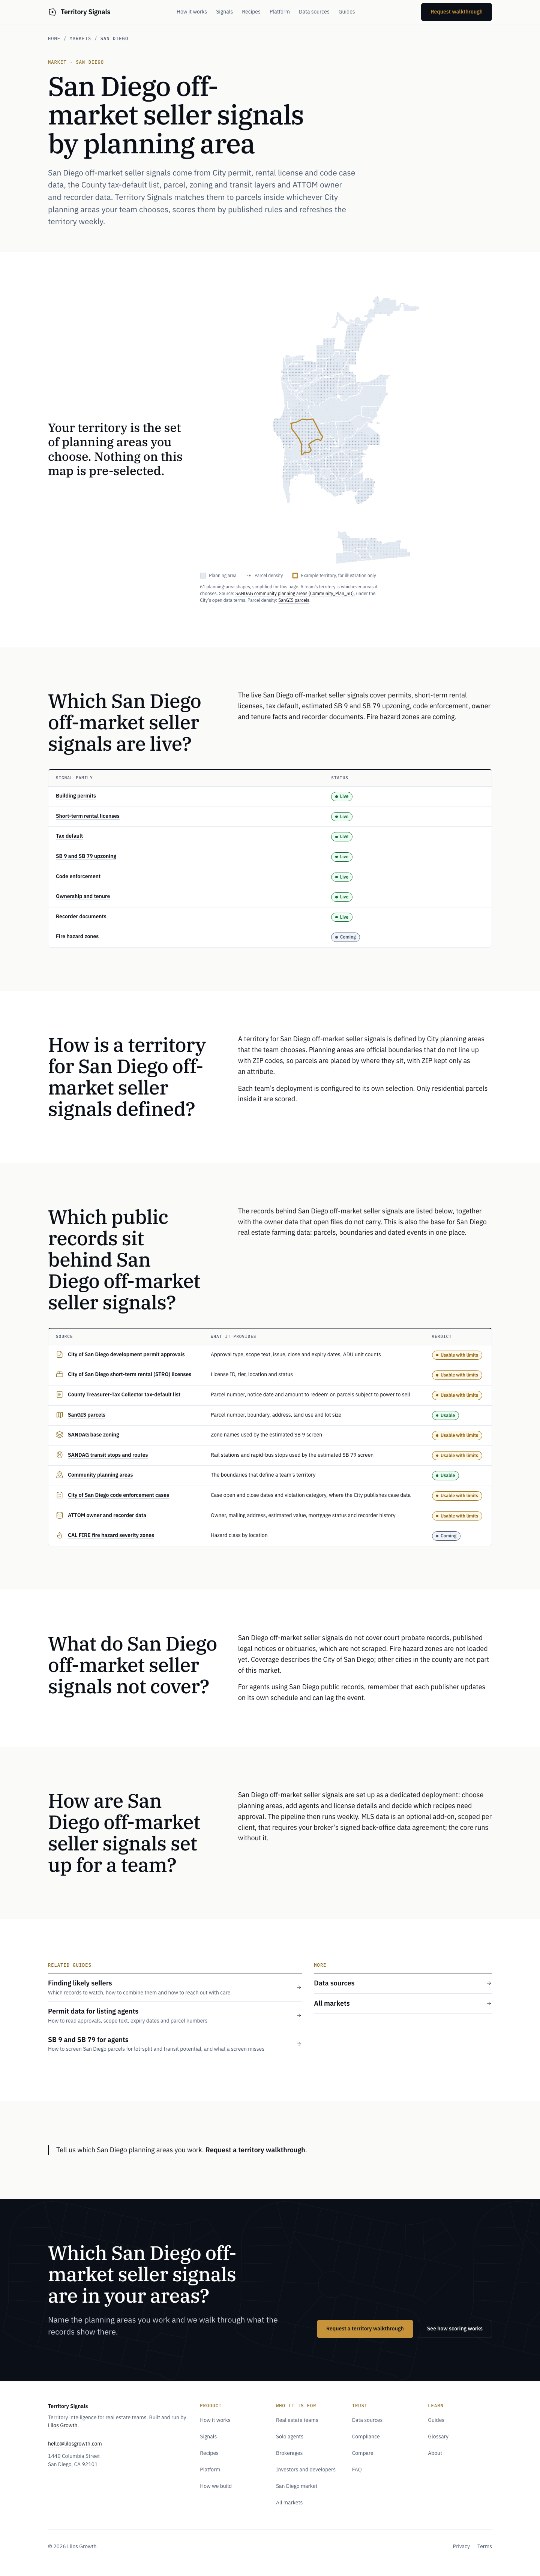 Territory Signals
How it works
Signals
Recipes
Platform
Data sources
Guides
Request walkthrough
HOME / MARKETS / SAN DIEGO
MARKET · SAN DIEGO
San Diego off-
market seller signals
by planning area
San Diego off-market seller signals come from City permit, rental license and code case
data, the County tax-default list, parcel, zoning and transit layers and ATTOM owner
and recorder data. Territory Signals matches them to parcels inside whichever City
planning areas your team chooses, scores them by published rules and refreshes the
territory weekly.
Your territory is the set
of planning areas you
choose. Nothing on this
map is pre-selected.
Planning area
Parcel density
Example territory, for illustration only
61 planning-area shapes, simplified for this page. A team's territory is whichever areas it
chooses. Source: SANDAG community planning areas (Community_Plan_SD), under the
City's open data terms. Parcel density: SanGIS parcels.
Which San Diego
off-market seller
signals are live?
The live San Diego off-market seller signals cover permits, short-term rental
licenses, tax default, estimated SB 9 and SB 79 upzoning, code enforcement, owner
and tenure facts and recorder documents. Fire hazard zones are coming.
SIGNAL FAMILY
STATUS
Building permits
Live
Short-term rental licenses
Live
Tax default
Live
SB 9 and SB 79 upzoning
Live
Code enforcement
Live
Ownership and tenure
Live
Recorder documents
Live
Fire hazard zones
Coming
How is a territory
for San Diego off-
market seller
signals defined?
A territory for San Diego off-market seller signals is defined by City planning areas
that the team chooses. Planning areas are official boundaries that do not line up
with ZIP codes, so parcels are placed by where they sit, with ZIP kept only as
an attribute.
Each team's deployment is configured to its own selection. Only residential parcels
inside it are scored.
Which public
records sit
behind San
Diego off-market
seller signals?
The records behind San Diego off-market seller signals are listed below, together
with the owner data that open files do not carry. This is also the base for San Diego
real estate farming data: parcels, boundaries and dated events in one place.
SOURCE
WHAT IT PROVIDES
VERDICT
City of San Diego development permit approvals
Approval type, scope text, issue, close and expiry dates, ADU unit counts
Usable with limits
City of San Diego short-term rental (STRO) licenses
License ID, tier, location and status
Usable with limits
County Treasurer-Tax Collector tax-default list
Parcel number, notice date and amount to redeem on parcels subject to power to sell
Usable with limits
SanGIS parcels
Parcel number, boundary, address, land use and lot size
Usable
SANDAG base zoning
Zone names used by the estimated SB 9 screen
Usable with limits
SANDAG transit stops and routes
Rail stations and rapid-bus stops used by the estimated SB 79 screen
Usable with limits
Community planning areas
The boundaries that define a team's territory
Usable
City of San Diego code enforcement cases
Case open and close dates and violation category, where the City publishes case data
Usable with limits
ATTOM owner and recorder data
Owner, mailing address, estimated value, mortgage status and recorder history
Usable with limits
CAL FIRE fire hazard severity zones
Hazard class by location
Coming
What do San Diego
off-market seller
signals not cover?
San Diego off-market seller signals do not cover court probate records, published
legal notices or obituaries, which are not scraped. Fire hazard zones are not loaded
yet. Coverage describes the City of San Diego; other cities in the county are not part
of this market.
For agents using San Diego public records, remember that each publisher updates
on its own schedule and can lag the event.
How are San
Diego off-market
seller signals set
up for a team?
San Diego off-market seller signals are set up as a dedicated deployment: choose
planning areas, add agents and license details and decide which recipes need
approval. The pipeline then runs weekly. MLS data is an optional add-on, scoped per
client, that requires your broker's signed back-office data agreement; the core runs
without it.
RELATED GUIDES
Finding likely sellers
Which records to watch, how to combine them and how to reach out with care
Permit data for listing agents
How to read approvals, scope text, expiry dates and parcel numbers
SB 9 and SB 79 for agents
How to screen San Diego parcels for lot-split and transit potential, and what a screen misses
MORE
Data sources
All markets
Tell us which San Diego planning areas you work. Request a territory walkthrough.
Which San Diego off-
market seller signals
are in your areas?
Name the planning areas you work and we walk through what the
records show there.
Request a territory walkthrough
See how scoring works
Territory Signals
Territory intelligence for real estate teams. Built and run by
Lilos Growth.
hello@lilosgrowth.com
1440 Columbia Street
San Diego, CA 92101
PRODUCT
How it works
Signals
Recipes
Platform
How we build
WHO IT IS FOR
Real estate teams
Solo agents
Brokerages
Investors and developers
San Diego market
All markets
TRUST
Data sources
Compliance
Compare
FAQ
LEARN
Guides
Glossary
About
© 2026 Lilos Growth
Privacy
Terms